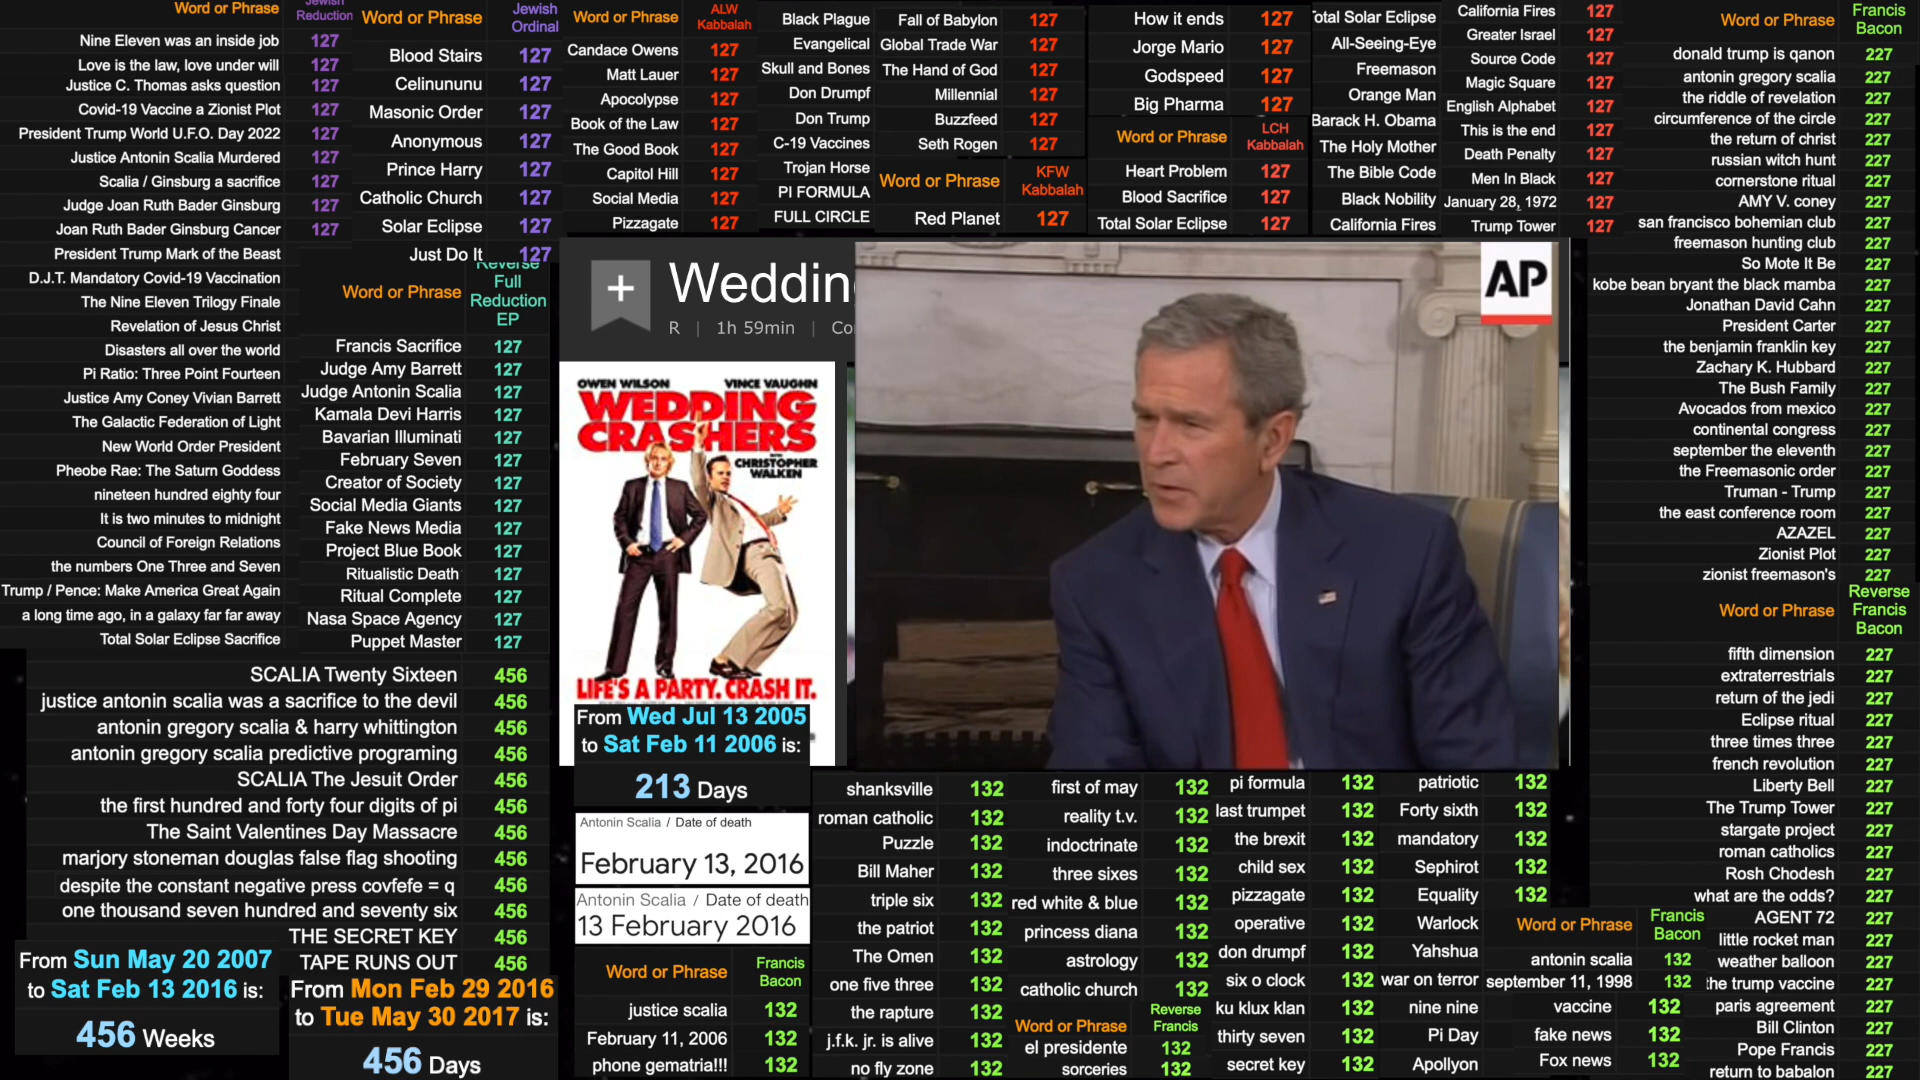 Word or Phrase
Jewish Reduction
Nine Eleven was an inside job 127
Love is the law, love under will 127
Justice C. Thomas asks question 127
Covid-19 Vaccine a Zionist Plot 127
President Trump World U.F.O. Day 2022 127
Justice Antonin Scalia Murdered 127
Scalia / Ginsburg a sacrifice 127
Judge Joan Ruth Bader Ginsburg 127
Joan Ruth Bader Ginsburg Cancer 127
President Trump Mark of the Beast
D.J.T. Mandatory Covid-19 Vaccination
The Nine Eleven Trilogy Finale
Revelation of Jesus Christ
Disasters all over the world
Pi Ratio: Three Point Fourteen
Justice Amy Coney Vivian Barrett
The Galactic Federation of Light
New World Order President
Pheobe Rae: The Saturn Goddess
nineteen hundred eighty four
It is two minutes to midnight
Council of Foreign Relations
the numbers One Three and Seven
Trump / Pence: Make America Great Again
a long time ago, in a galaxy far far away
Total Solar Eclipse Sacrifice
Word or Phrase
Jewish Ordinal
Blood Stairs 127
Celinununu 127
Masonic Order 127
Anonymous 127
Prince Harry 127
Catholic Church 127
Solar Eclipse 127
Just Do It 127
Word or Phrase
Reverse
Full
Reduction
EP
Francis Sacrifice 127
Judge Amy Barrett 127
Judge Antonin Scalia 127
Kamala Devi Harris 127
Bavarian Illuminati 127
February Seven 127
Creator of Society 127
Social Media Giants 127
Fake News Media 127
Project Blue Book 127
Ritualistic Death 127
Ritual Complete 127
Nasa Space Agency 127
Puppet Master 127
Word or Phrase
ALW Kabbalah
Candace Owens 127
Matt Lauer 127
Apocolypse 127
Book of the Law 127
The Good Book 127
Capitol Hill 127
Social Media 127
Pizzagate 127
Black Plague
Evangelical
Skull and Bones
Don Drumpf
Don Trump
C-19 Vaccines
Trojan Horse
PI FORMULA
FULL CIRCLE
Fall of Babylon 127
Global Trade War 127
The Hand of God 127
Millennial 127
Buzzfeed 127
Seth Rogen 127
Word or Phrase
KFW Kabbalah
Red Planet 127
How it ends 127
Jorge Mario 127
Godspeed 127
Big Pharma 127
Word or Phrase
LCH Kabbalah
Heart Problem 127
Blood Sacrifice 127
Total Solar Eclipse 127
Total Solar Eclipse
All-Seeing-Eye
Freemason
Orange Man
Barack H. Obama
The Holy Mother
The Bible Code
Black Nobility
California Fires
California Fires 127
Greater Israel 127
Source Code 127
Magic Square 127
English Alphabet 127
This is the end 127
Death Penalty 127
Men In Black 127
January 28, 1972 127
Trump Tower 127
Word or Phrase
Francis Bacon
donald trump is qanon 227
antonin gregory scalia 227
the riddle of revelation 227
circumference of the circle 227
the return of christ 227
russian witch hunt 227
cornerstone ritual 227
AMY V. coney 227
san francisco bohemian club 227
freemason hunting club 227
So Mote It Be 227
kobe bean bryant the black mamba 227
Jonathan David Cahn 227
President Carter 227
the benjamin franklin key 227
Zachary K. Hubbard 227
The Bush Family 227
Avocados from mexico 227
continental congress 227
september the eleventh 227
the Freemasonic order 227
Truman - Trump 227
the east conference room 227
AZAZEL 227
Zionist Plot 227
zionist freemason's 227
Word or Phrase
Reverse
Francis
Bacon
fifth dimension 227
extraterrestrials 227
return of the jedi 227
Eclipse ritual 227
three times three 227
french revolution 227
Liberty Bell 227
The Trump Tower 227
stargate project 227
roman catholics 227
Rosh Chodesh 227
what are the odds? 227
AGENT 72 227
little rocket man 227
weather balloon 227
the trump vaccine 227
paris agreement 227
Bill Clinton 227
Pope Francis 227
return to babalon 227
+ Weddin
R | 1h 59min | Co
AP
OWEN WILSON VINCE VAUGHN
WEDDING
CRASHERS
WITH
CHRISTOPHER
WALKEN
LIFE'S A PARTY. CRASH IT.
From Wed Jul 13 2005
to Sat Feb 11 2006 is:
213 Days
Antonin Scalia / Date of death
February 13, 2016
Antonin Scalia / Date of death
13 February 2016
Word or Phrase
Francis Bacon
justice scalia 132
February 11, 2006 132
phone gematria!!! 132
SCALIA Twenty Sixteen 456
justice antonin scalia was a sacrifice to the devil 456
antonin gregory scalia & harry whittington 456
antonin gregory scalia predictive programing 456
SCALIA The Jesuit Order 456
the first hundred and forty four digits of pi 456
The Saint Valentines Day Massacre 456
marjory stoneman douglas false flag shooting 456
despite the constant negative press covfefe = q 456
one thousand seven hundred and seventy six 456
THE SECRET KEY 456
TAPE RUNS OUT 456
From Sun May 20 2007
to Sat Feb 13 2016 is:
456 Weeks
From Mon Feb 29 2016
to Tue May 30 2017 is:
456 Days
shanksville 132
roman catholic 132
Puzzle 132
Bill Maher 132
triple six 132
the patriot 132
The Omen 132
one five three 132
the rapture 132
j.f.k. jr. is alive 132
no fly zone 132
first of may 132
reality t.v. 132
indoctrinate 132
three sixes 132
red white & blue 132
princess diana 132
astrology 132
catholic church 132
Word or Phrase
Reverse Francis
el presidente 132
sorceries 132
pi formula 132
last trumpet 132
the brexit 132
child sex 132
pizzagate 132
operative 132
don drumpf 132
six o clock 132
ku klux klan 132
thirty seven 132
secret key 132
patriotic 132
Forty sixth 132
mandatory 132
Sephirot 132
Equality 132
Warlock
Yahshua
war on terror
nine nine
Pi Day
Apollyon
Word or Phrase
Francis Bacon
antonin scalia 132
september 11, 1998 132
vaccine 132
fake news 132
Fox news 132